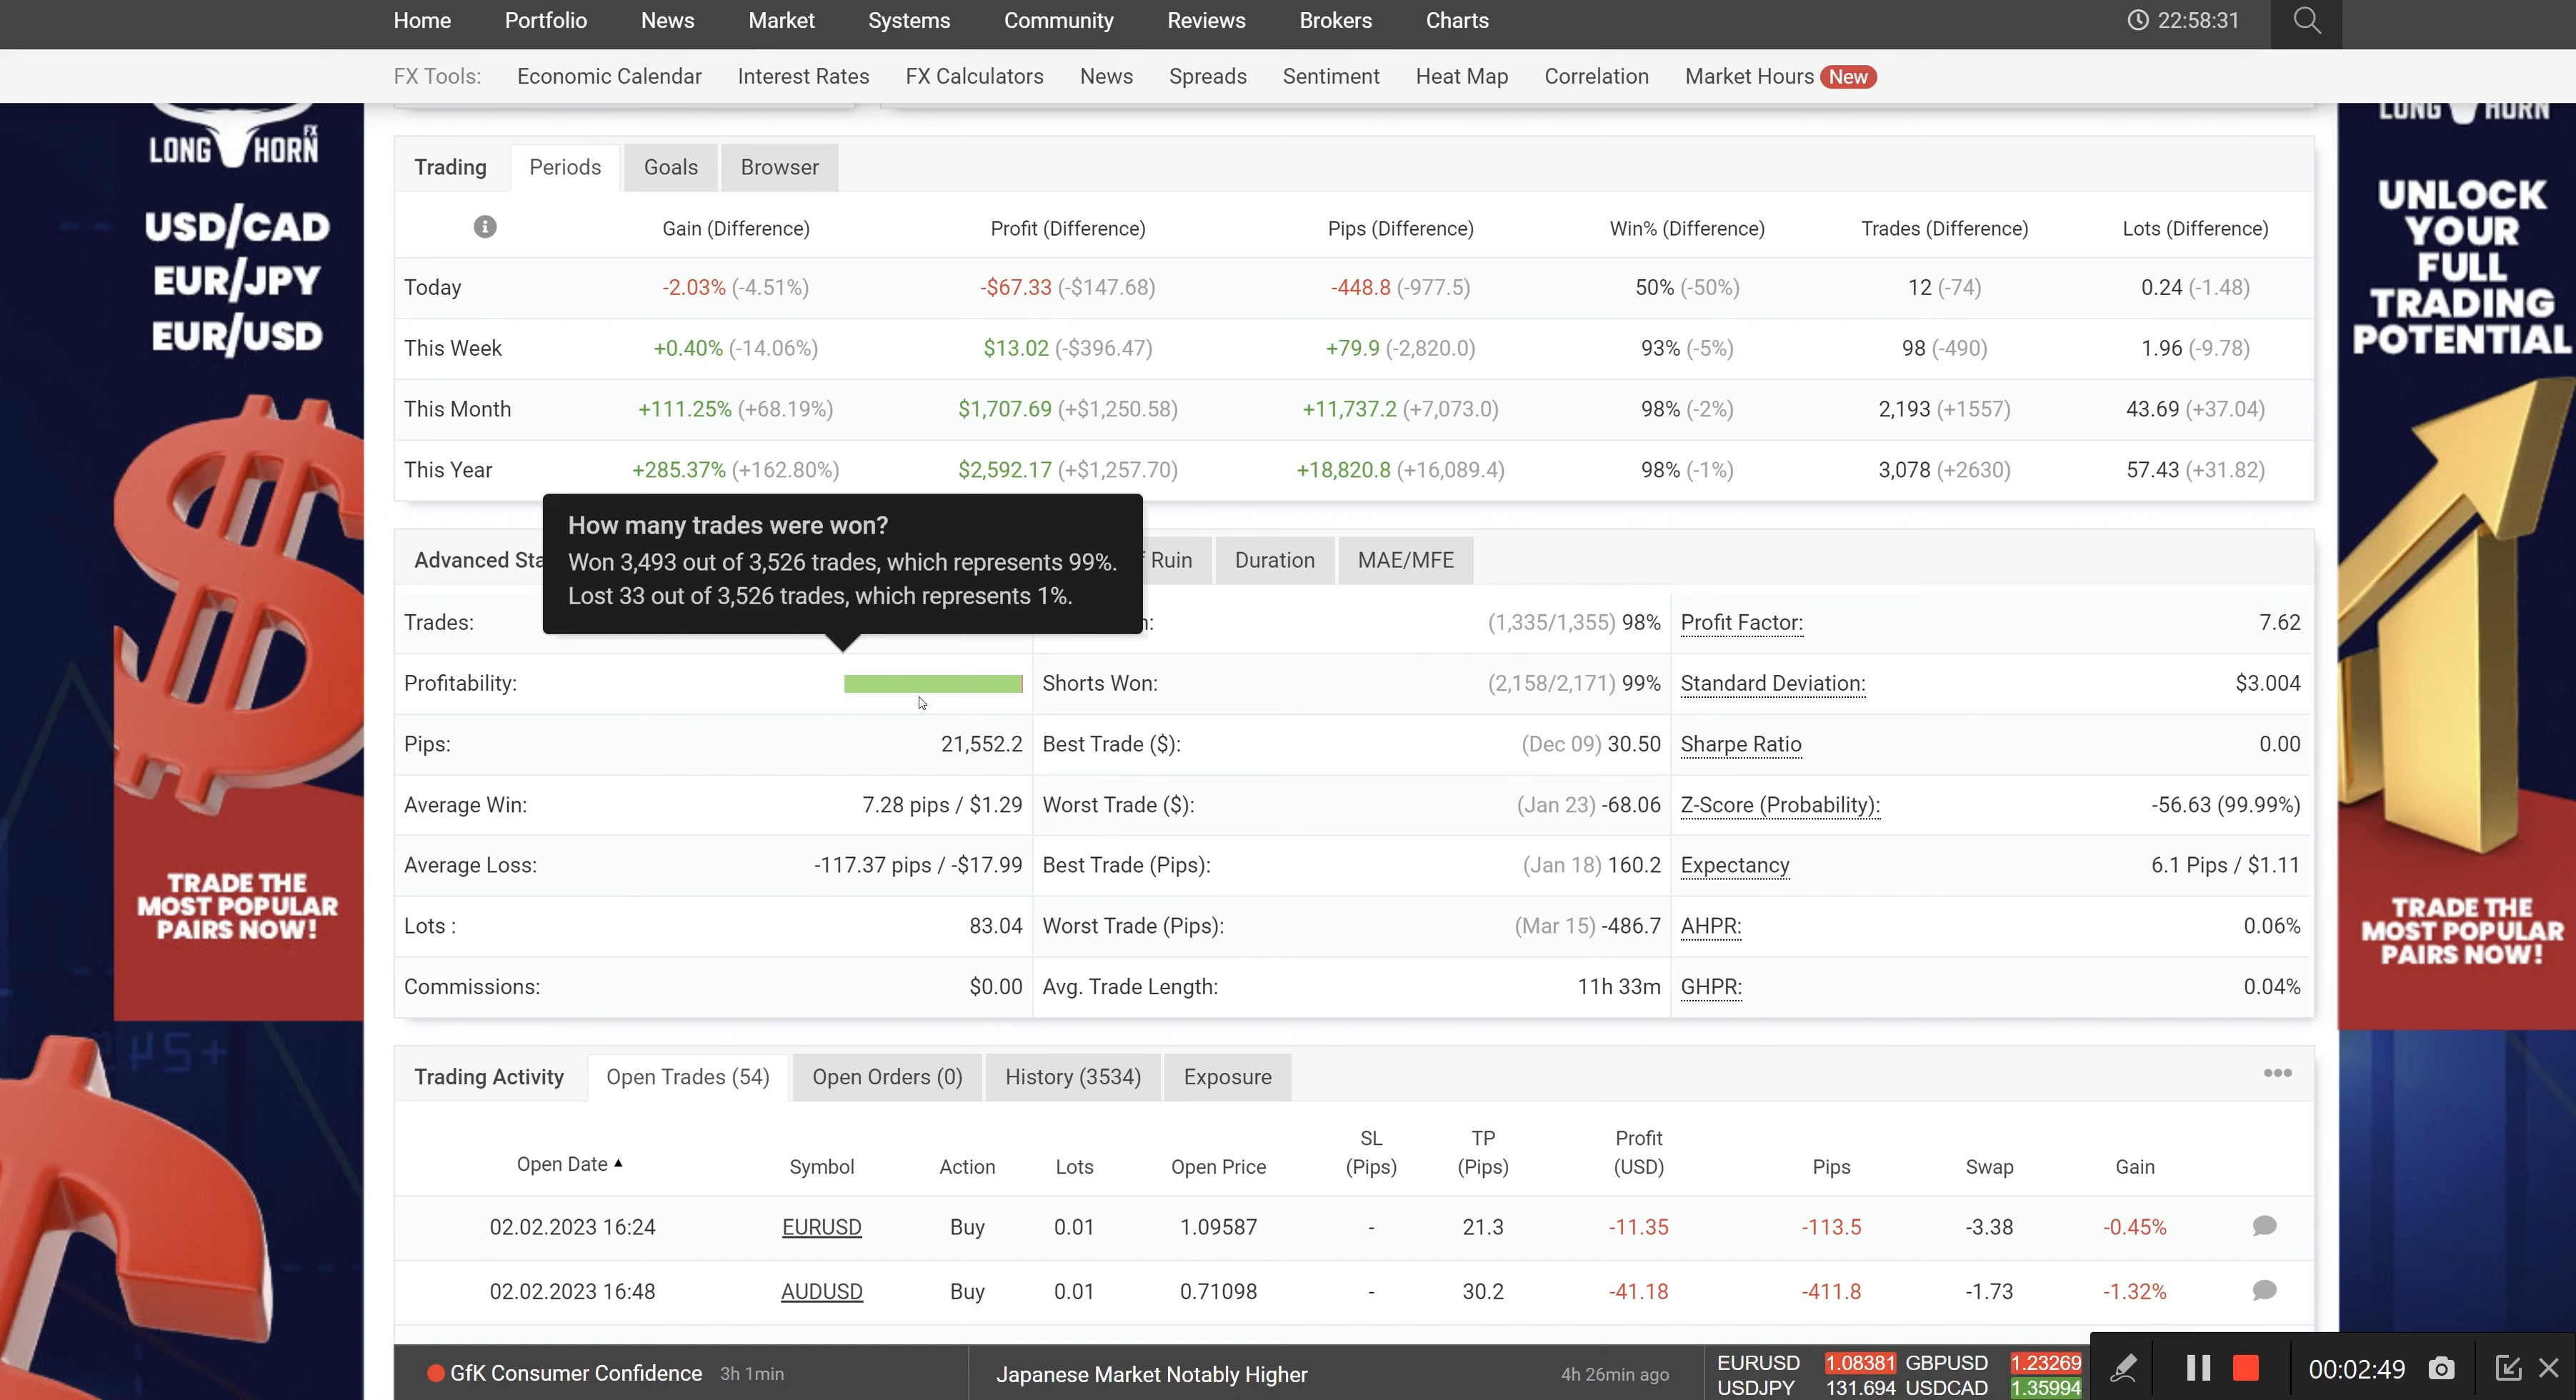 Home Portfolio News Market Systems Community Reviews Brokers Charts 22:58:31
FX Tools: Economic Calendar Interest Rates FX Calculators News Spreads Sentiment Heat Map Correlation Market Hours New
LONG HORN FX
USD/CAD
EUR/JPY
EUR/USD
TRADE THE
MOST POPULAR
PAIRS NOW!
Trading Periods Goals Browser
Gain (Difference) Profit (Difference) Pips (Difference) Win% (Difference) Trades (Difference) Lots (Difference)
Today -2.03% (-4.51%) -$67.33 (-$147.68) -448.8 (-977.5) 50% (-50%) 12 (-74) 0.24 (-1.48)
This Week +0.40% (-14.06%) $13.02 (-$396.47) +79.9 (-2,820.0) 93% (-5%) 98 (-490) 1.96 (-9.78)
This Month +111.25% (+68.19%) $1,707.69 (+$1,250.58) +11,737.2 (+7,073.0) 98% (-2%) 2,193 (+1557) 43.69 (+37.04)
This Year +285.37% (+162.80%) $2,592.17 (+$1,257.70) +18,820.8 (+16,089.4) 98% (-1%) 3,078 (+2630) 57.43 (+31.82)
How many trades were won?
Won 3,493 out of 3,526 trades, which represents 99%.
Lost 33 out of 3,526 trades, which represents 1%.
Advanced Sta Ruin Duration MAE/MFE
Trades: n: (1,335/1,355) 98% Profit Factor: 7.62
Profitability: Shorts Won: (2,158/2,171) 99% Standard Deviation: $3.004
Pips: 21,552.2 Best Trade ($): (Dec 09) 30.50 Sharpe Ratio 0.00
Average Win: 7.28 pips / $1.29 Worst Trade ($): (Jan 23) -68.06 Z-Score (Probability): -56.63 (99.99%)
Average Loss: -117.37 pips / -$17.99 Best Trade (Pips): (Jan 18) 160.2 Expectancy 6.1 Pips / $1.11
Lots : 83.04 Worst Trade (Pips): (Mar 15) -486.7 AHPR: 0.06%
Commissions: $0.00 Avg. Trade Length: 11h 33m GHPR: 0.04%
Trading Activity Open Trades (54) Open Orders (0) History (3534) Exposure
Open Date Symbol Action Lots Open Price SL (Pips) TP (Pips) Profit (USD) Pips Swap Gain
02.02.2023 16:24 EURUSD Buy 0.01 1.09587 - 21.3 -11.35 -113.5 -3.38 -0.45%
02.02.2023 16:48 AUDUSD Buy 0.01 0.71098 - 30.2 -41.18 -411.8 -1.73 -1.32%
LONG HORN
UNLOCK
YOUR
FULL
TRADING
POTENTIAL
TRADE THE
MOST POPULAR
PAIRS NOW!
GfK Consumer Confidence 3h 1min Japanese Market Notably Higher 4h 26min ago
EURUSD 1.08381 GBPUSD 1.23269
USDJPY 131.694 USDCAD 1.35994
00:02:49